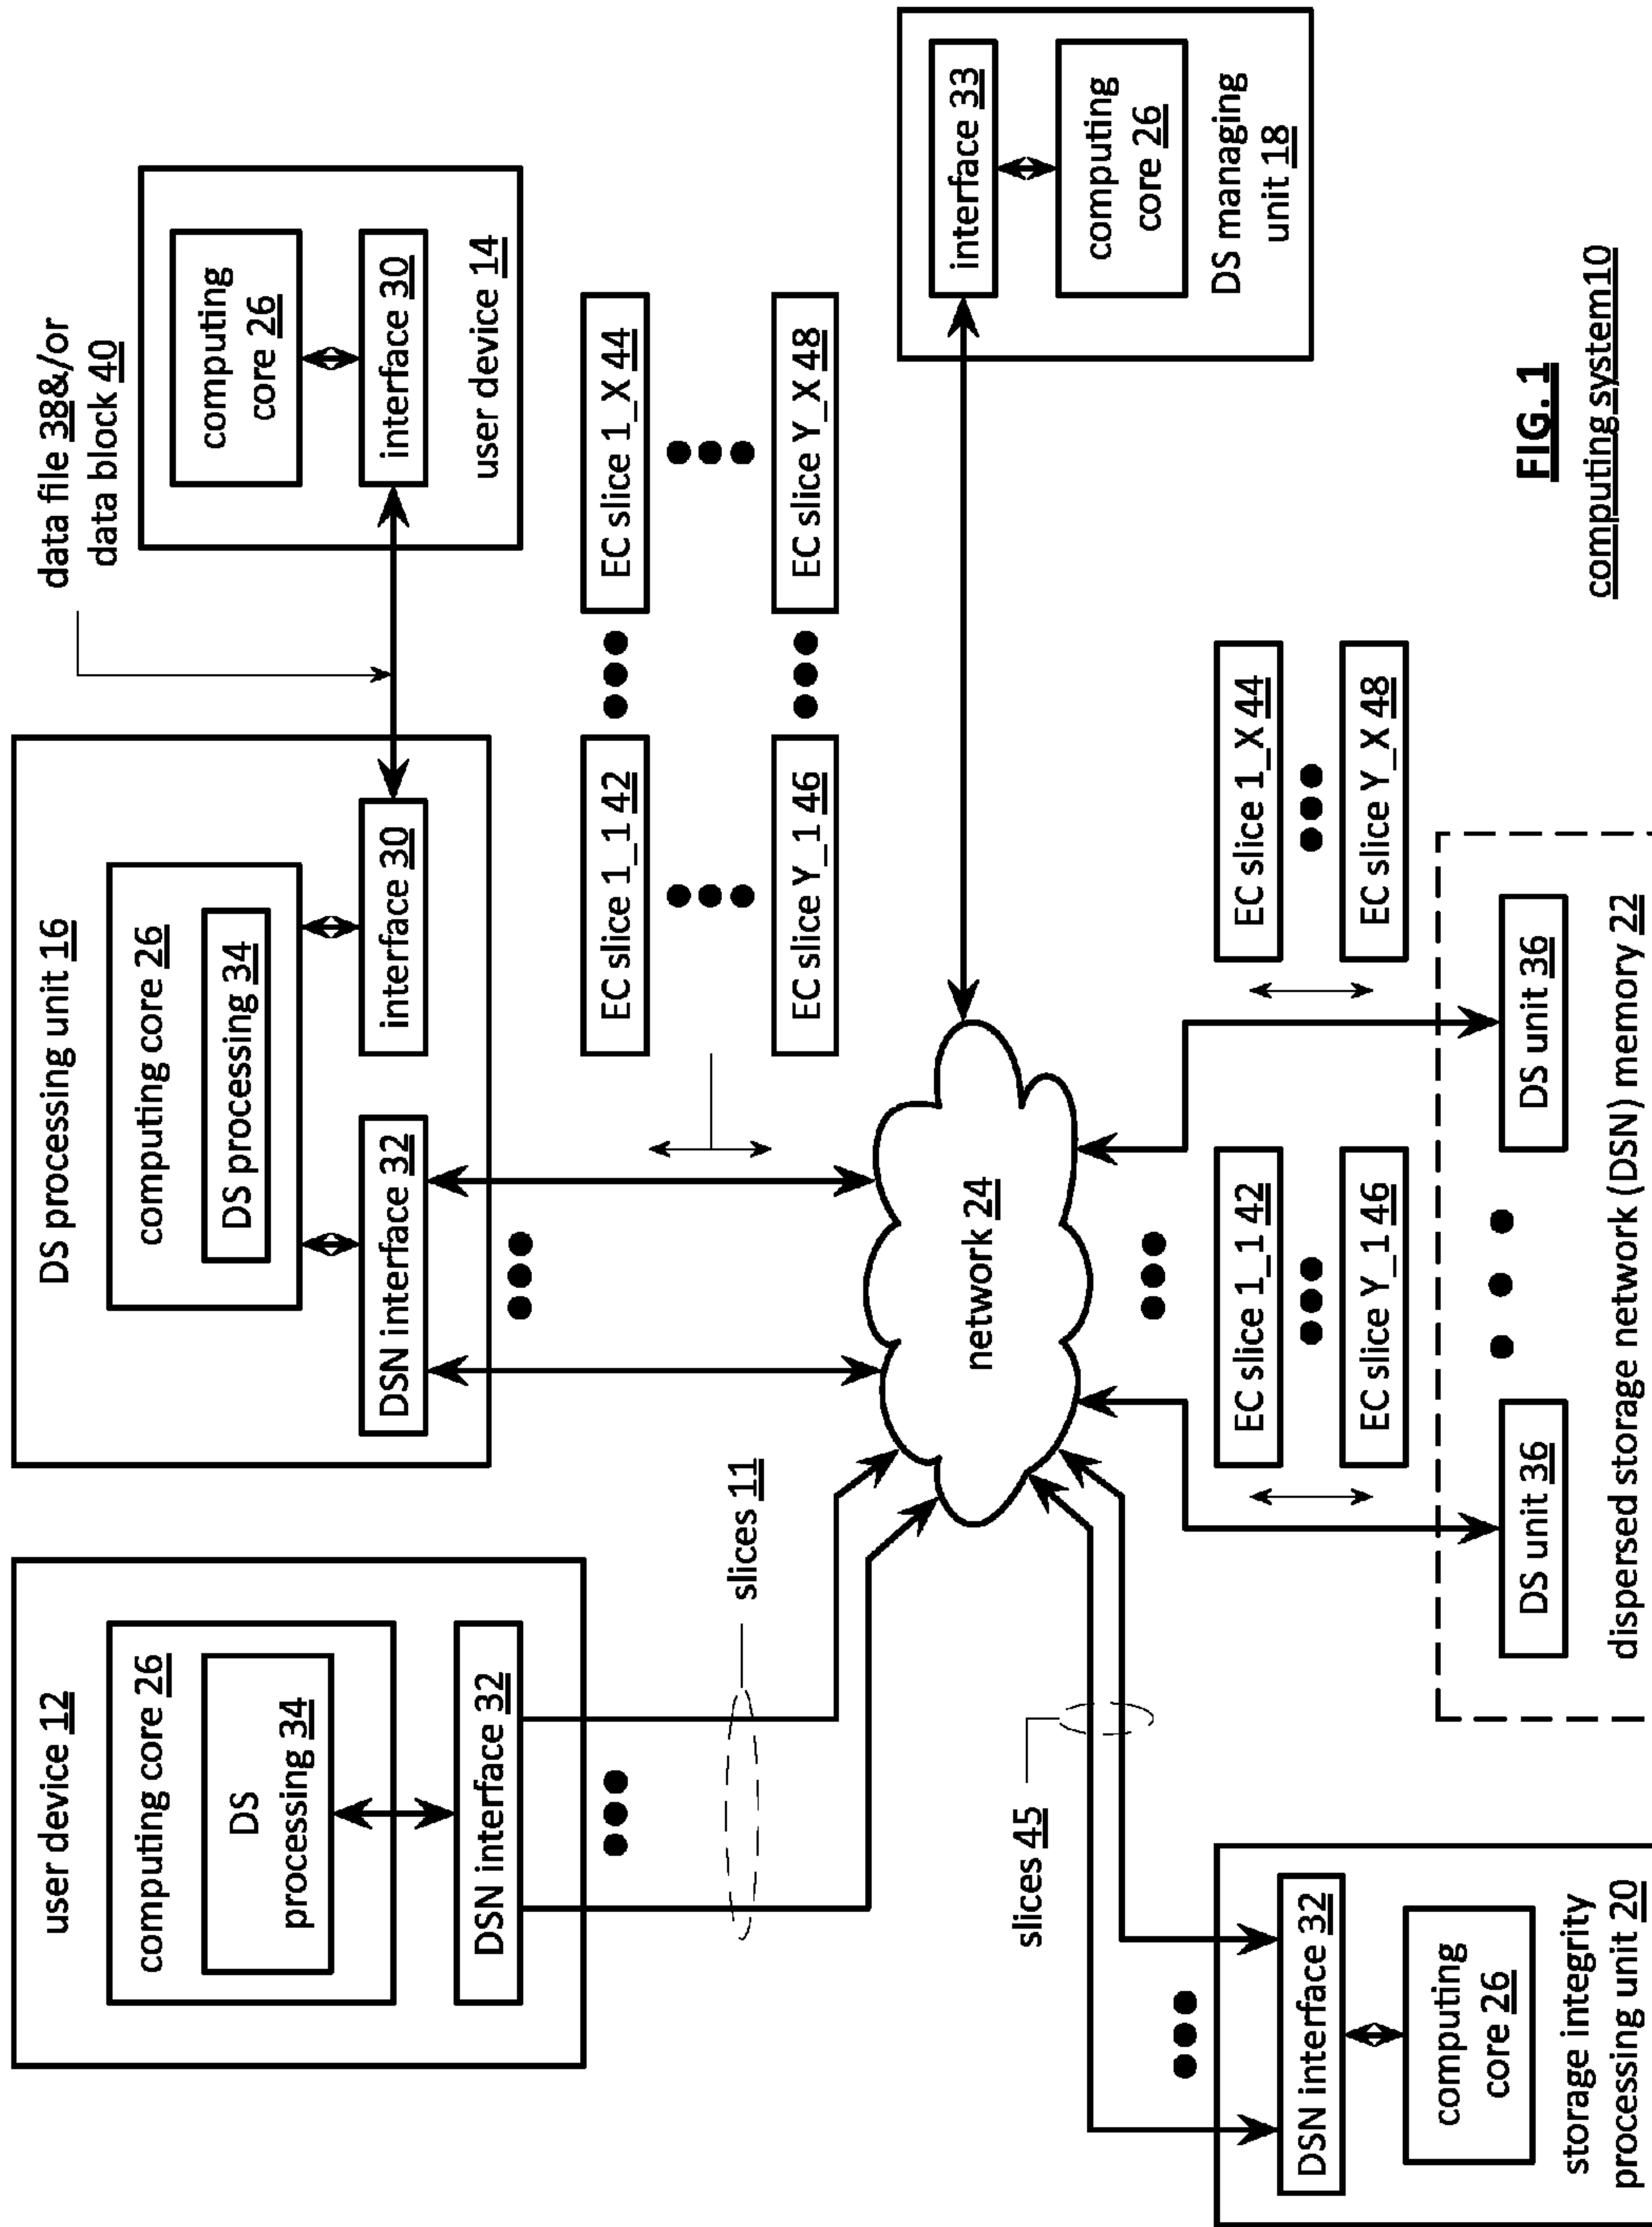 user device 12
computing core 26
DS
processing 34
DSN interface 32
slices 11
DS processing unit 16
computing core 26
DS processing 34
DSN interface 32
interface 30
data file 38&/or
data block 40
computing
core 26
interface 30
user device 14
EC slice 1_1 42
EC slice 1_X 44
EC slice Y_1 46
EC slice Y_X 48
network 24
interface 33
computing
core 26
DS managing
unit 18
slices 45
DSN interface 32
computing
core 26
storage integrity
processing unit 20
EC slice 1_1 42
EC slice Y_1 46
EC slice 1_X 44
EC slice Y_X 48
DS unit 36
DS unit 36
dispersed storage network (DSN) memory 22
FIG. 1
computing system10